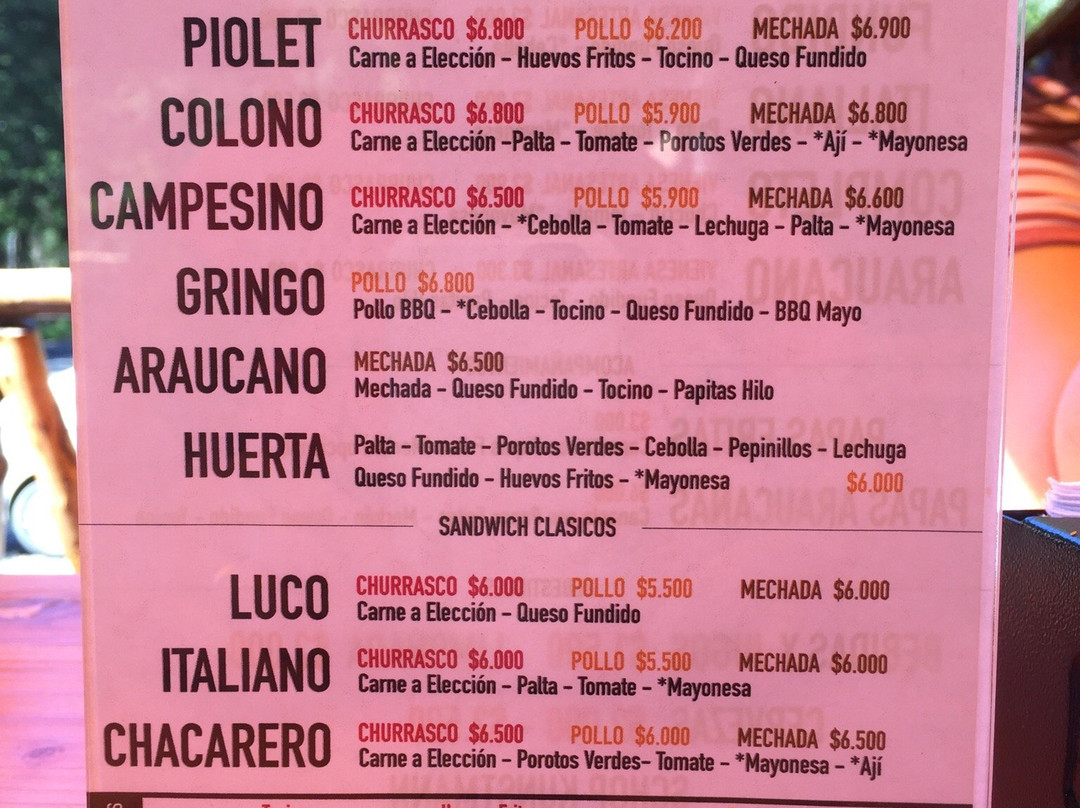 PIOLET CHURRASCO $6.800 POLLO $6.200 MECHADA $6.900
Carne a Elección - Huevos Fritos - Tocino - Queso Fundido
COLONO CHURRASCO $6.800 POLLO $5.900 MECHADA $6.800
Carne a Elección -Palta - Tomate - Porotos Verdes - *Ají - *Mayonesa
CAMPESINO CHURRASCO $6.500 POLLO $5.900 MECHADA $6.600
Carne a Elección - *Cebolla - Tomate - Lechuga - Palta - *Mayonesa
GRINGO POLLO $6.800
Pollo BBQ - *Cebolla - Tocino - Queso Fundido - BBQ Mayo
ARAUCANO MECHADA $6.500
Mechada - Queso Fundido - Tocino - Papitas Hilo
HUERTA Palta - Tomate - Porotos Verdes - Cebolla - Pepinillos - Lechuga
Queso Fundido - Huevos Fritos - *Mayonesa $6.000
SANDWICH CLASICOS
LUCO CHURRASCO $6.000 POLLO $5.500 MECHADA $6.000
Carne a Elección - Queso Fundido
ITALIANO CHURRASCO $6.000 POLLO $5.500 MECHADA $6.000
Carne a Elección - Palta - Tomate - *Mayonesa
CHACARERO CHURRASCO $6.500 POLLO $6.000 MECHADA $6.500
Carne a Elección - Porotos Verdes- Tomate - *Mayonesa - *Ají